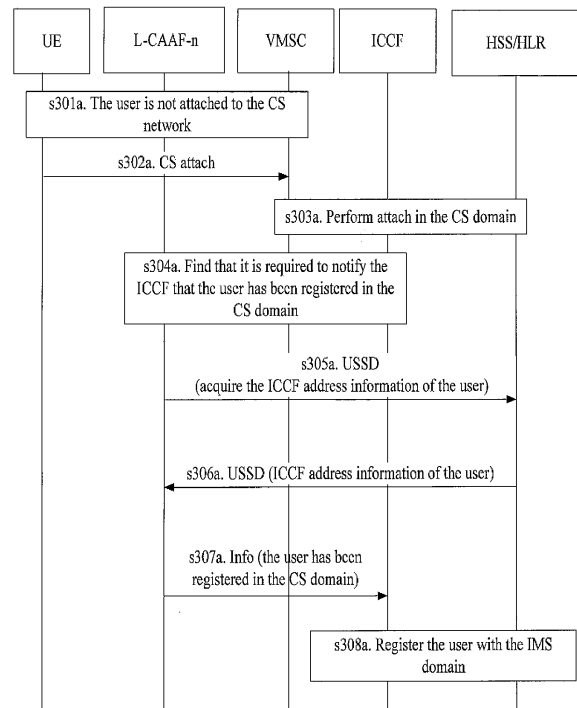 UE
L-CAAF-n
VMSC
ICCF
HSS/HLR
s301a. The user is not attached to the CS
network
s302a. CS attach
s303a. Perform attach in the CS domain
s304a. Find that it is required to notify the
ICCF that the user has been registered in the
CS domain
s305a. USSD
(acquire the ICCF address information of the user)
s306a. USSD (ICCF address information of the user)
s307a. Info (the user has been
registered in the CS domain)
s308a. Register the user with the IMS
domain